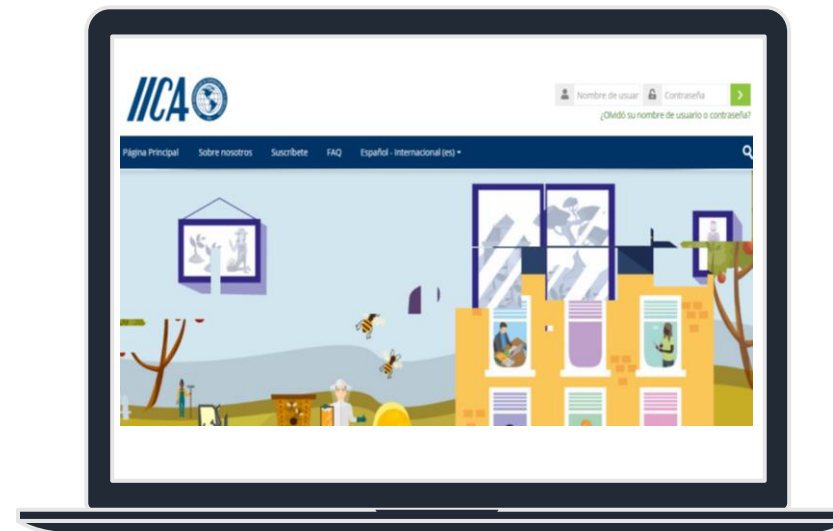 IICA
Nombre de usuar Contraseña
¿Olvidó su nombre de usuario o contraseña?
Página Principal Sobre nosotros Suscríbete FAQ Español - Internacional (es)